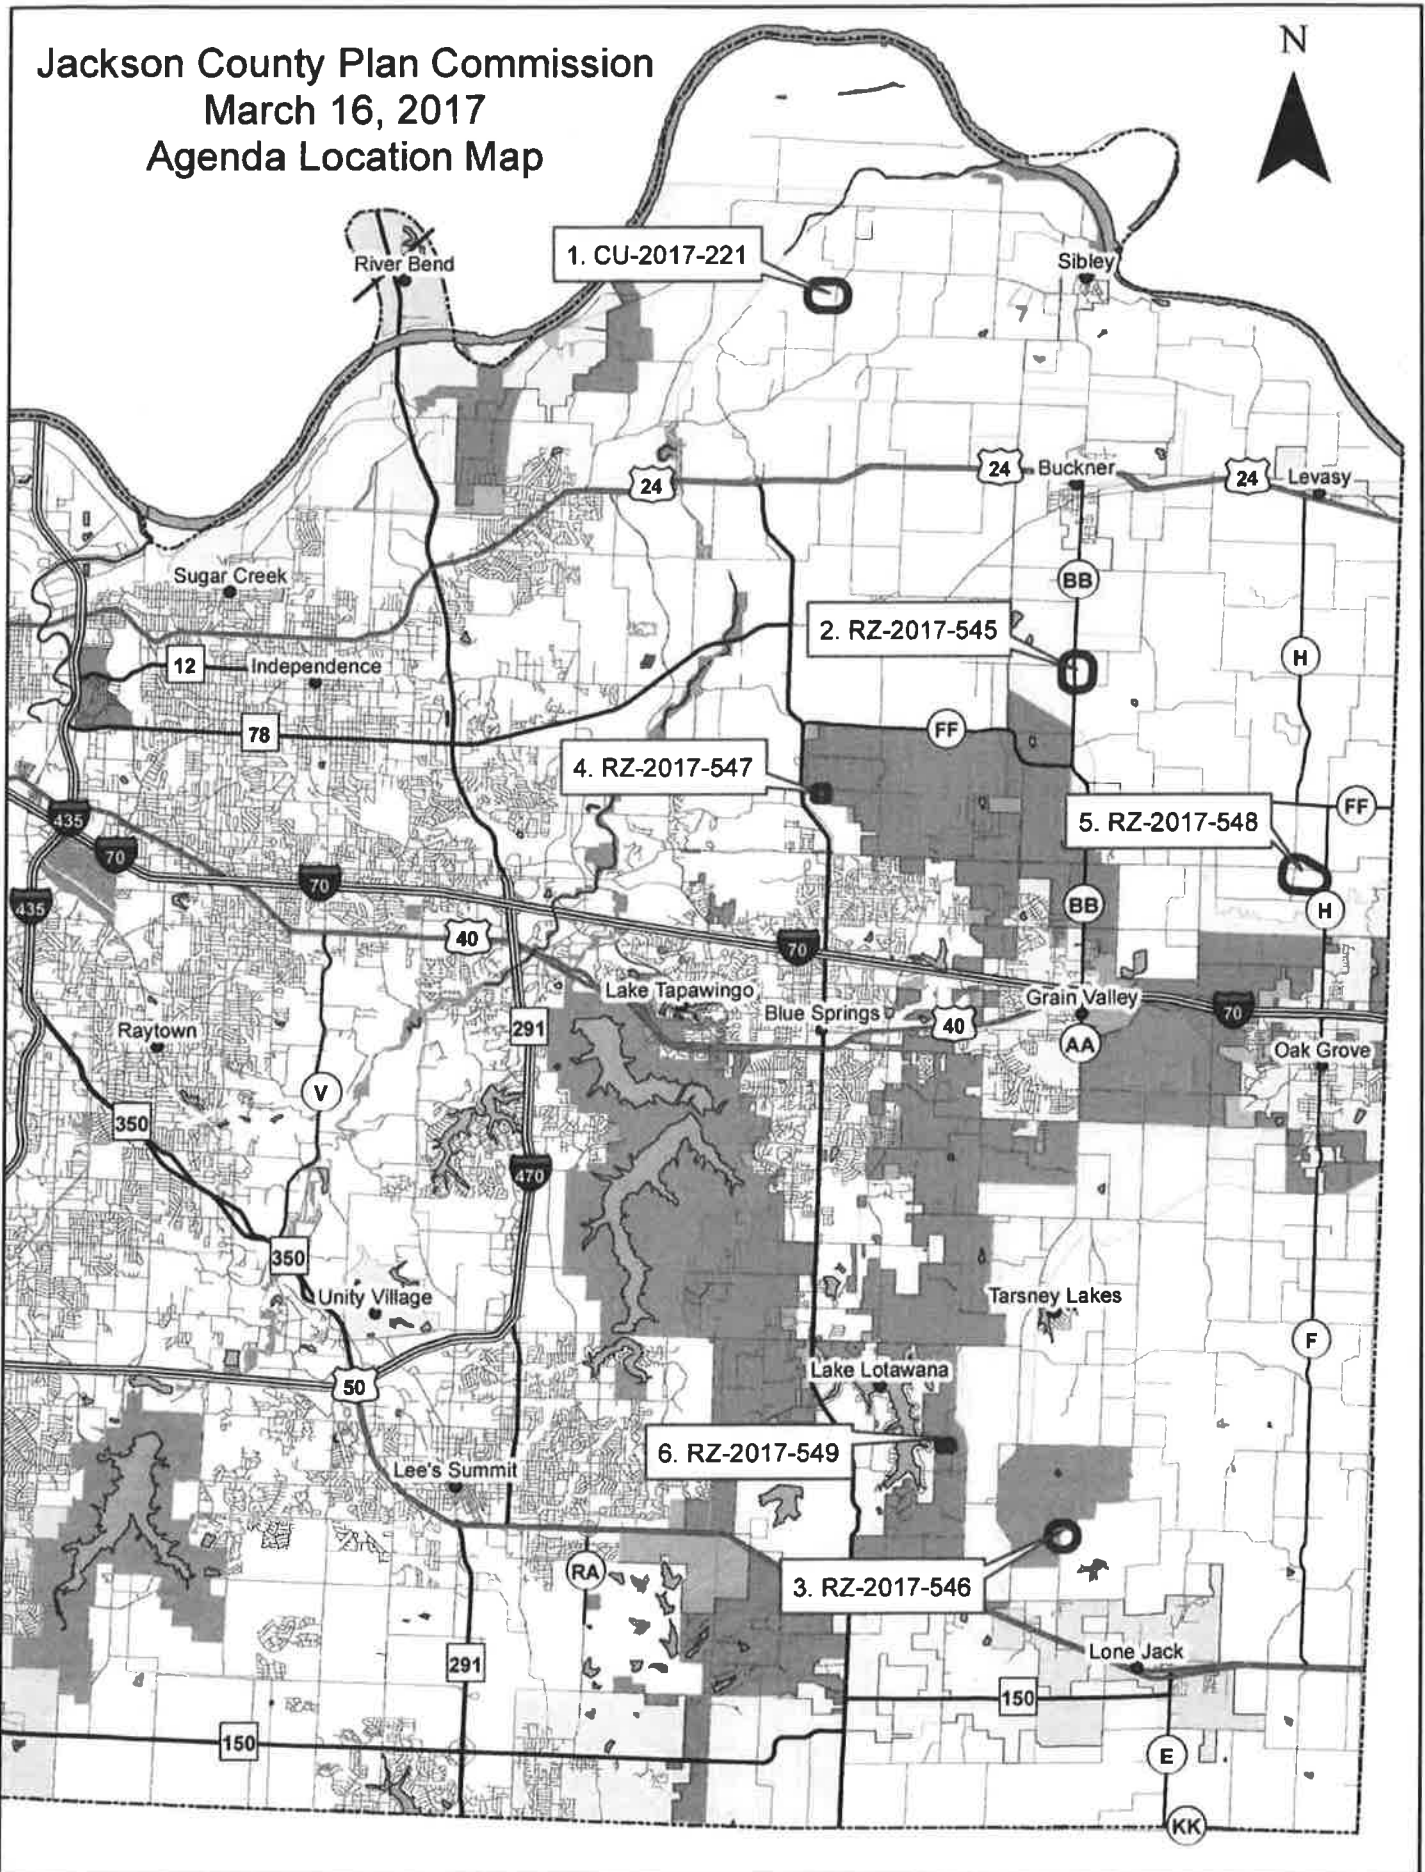 Jackson County Plan Commission
March 16, 2017
Agenda Location Map
N
River Bend
1. CU-2017-221
Sibley
24
24
Buckner
24
Levasy
Sugar Creek
BB
2. RZ-2017-545
12
Independence
H
78
FF
4. RZ-2017-547
FF
435
5. RZ-2017-548
70
70
435
BB
H
40
70
Lake Tapawingo
Grain Valley
Blue Springs
70
291
40
Raytown
AA
Oak Grove
V
350
470
350
Unity Village
Tarsney Lakes
F
Lake Lotawana
50
6. RZ-2017-549
Lee's Summit
RA
3. RZ-2017-546
Lone Jack
291
150
150
E
KK